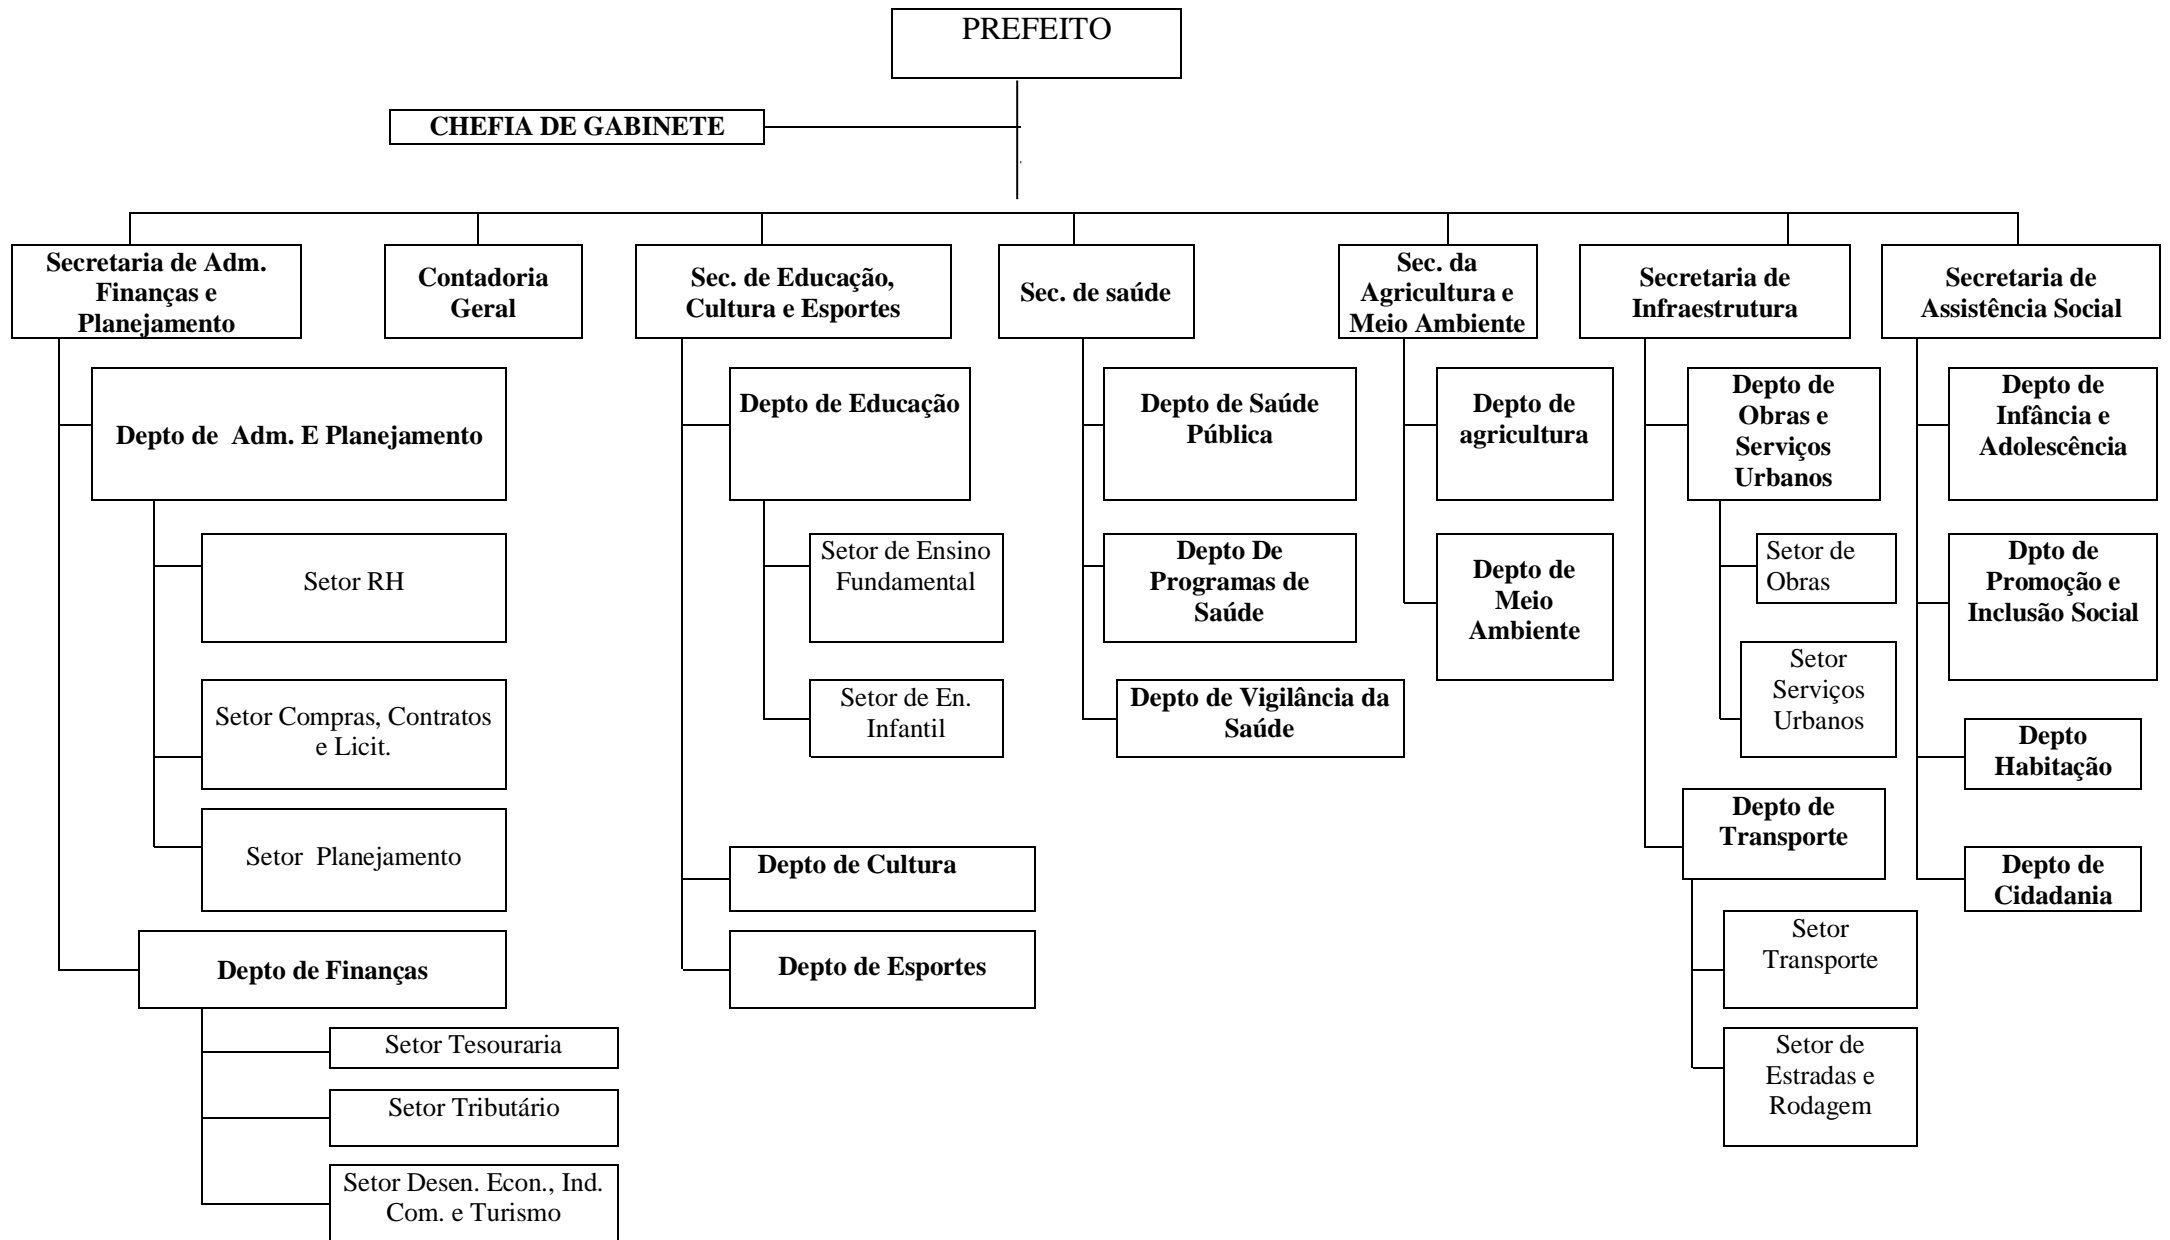 PREFEITO
CHEFIA DE GABINETE
Secretaria de Adm.
Finanças e
Planejamento
Contadoria
Geral
Sec. de Educação,
Cultura e Esportes
Sec. de saúde
Sec. da
Agricultura e
Meio Ambiente
Secretaria de
Infraestrutura
Secretaria de
Assistência Social
Depto de  Adm. E Planejamento
Setor RH
Setor Compras, Contratos
e Licit.
Setor  Planejamento
Depto de Finanças
Setor Tesouraria
Setor Tributário
Setor Desen. Econ., Ind.
Com. e Turismo
Depto de Educação
Setor de Ensino
Fundamental
Setor de En.
Infantil
Depto de Cultura
Depto de Esportes
Depto de Saúde
Pública
Depto De
Programas de
Saúde
Depto de Vigilância da
Saúde
Depto de
agricultura
Depto de
Meio
Ambiente
Depto de
Obras e
Serviços
Urbanos
Setor de
Obras
Setor
Serviços
Urbanos
Depto de
Transporte
Setor
Transporte
Setor de
Estradas e
Rodagem
Depto de
Infância e
Adolescência
Dpto de
Promoção e
Inclusão Social
Depto
Habitação
Depto de
Cidadania